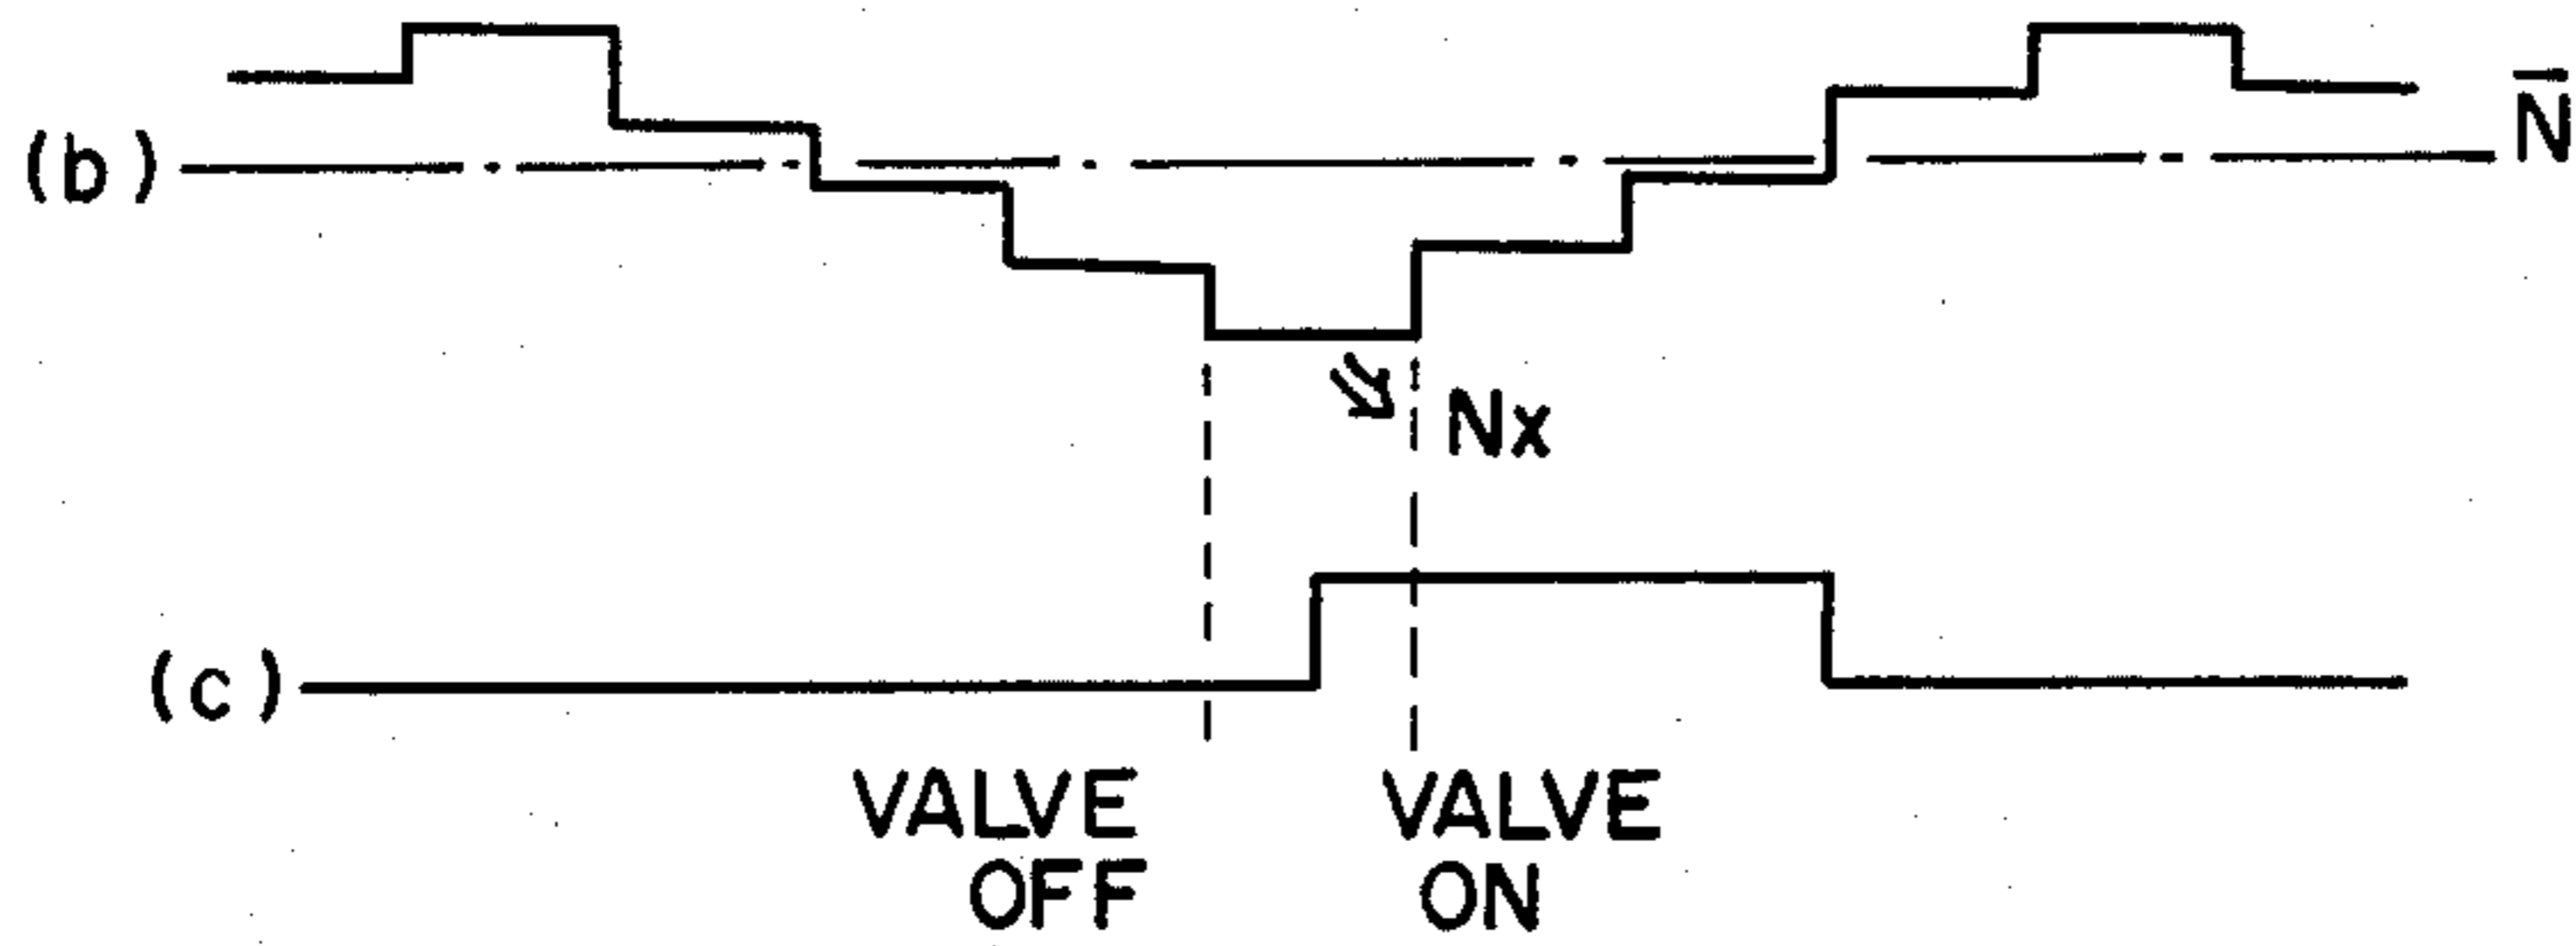 (b)
N̅
Nx
(c)
VALVE OFF
VALVE ON